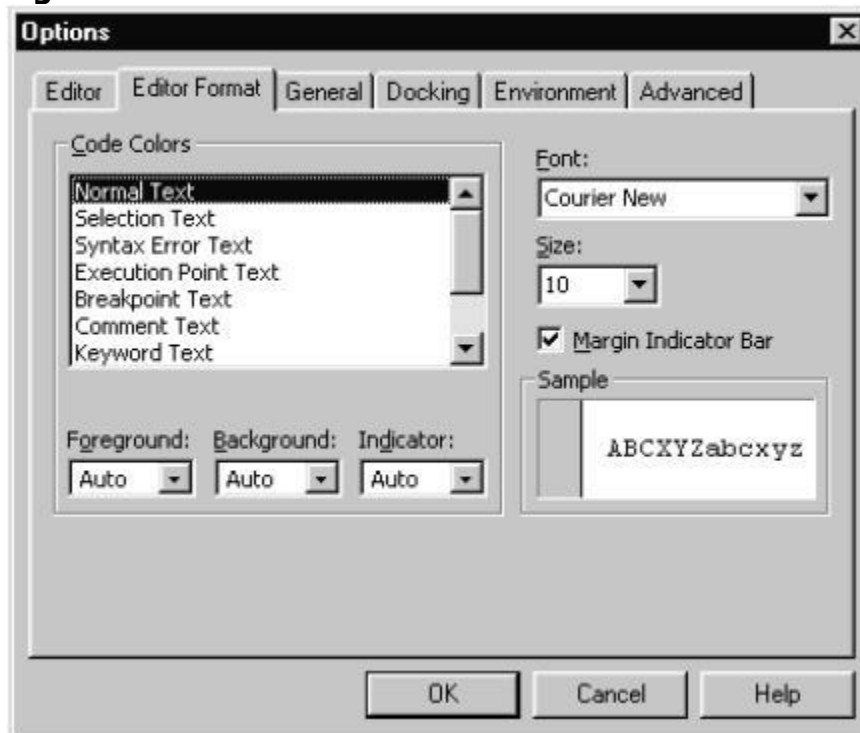 Options
Editor Editor Format General Docking Environment Advanced
Code Colors
Normal Text
Selection Text
Syntax Error Text
Execution Point Text
Breakpoint Text
Comment Text
Keyword Text
Foreground: Background: Indicator:
Auto Auto Auto
Font:
Courier New
Size:
10
Margin Indicator Bar
Sample
ABCXYZabcxyz
OK Cancel Help